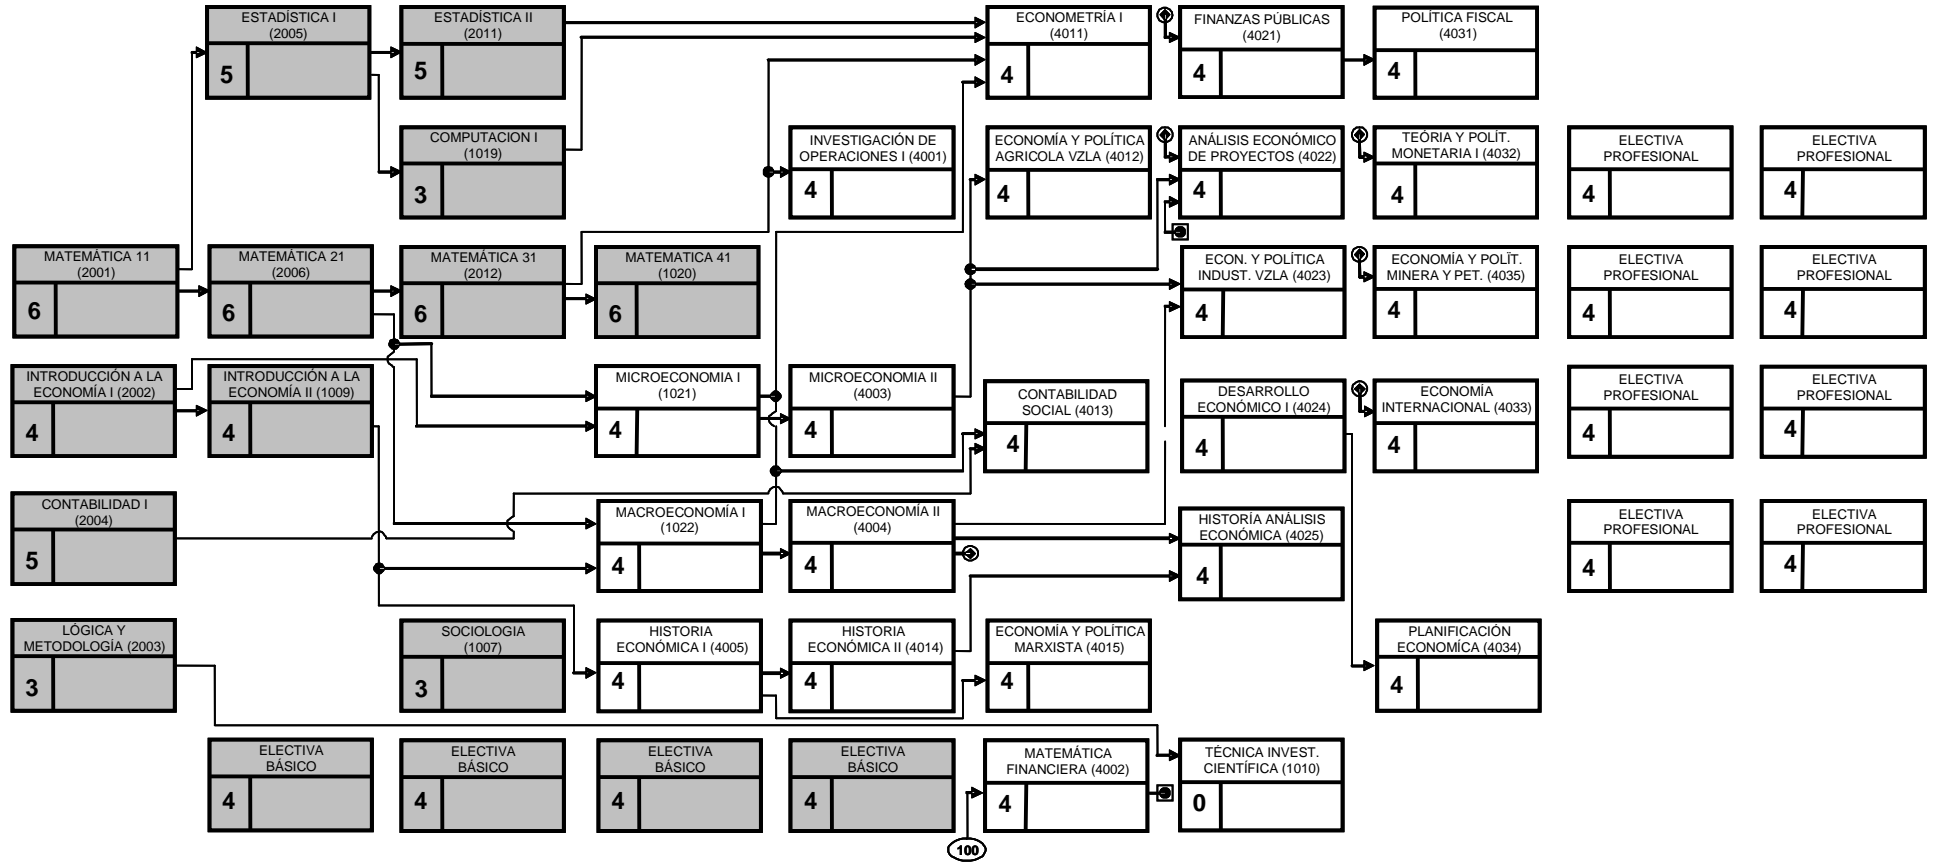 ESTADÍSTICA I
(2005)
5
ESTADÍSTICA II
(2011)
5
ECONOMETRÍA I
(4011)
4
FINANZAS PÚBLICAS
(4021)
4
POLÍTICA FISCAL
(4031)
4
COMPUTACION I
(1019)
3
INVESTIGACIÓN DE
OPERACIONES I (4001)
4
ECONOMÍA Y POLÍTICA
AGRICOLA VZLA (4012)
4
ANÁLISIS ECONÓMICO
DE PROYECTOS (4022)
4
TEÓRIA Y POLÍT.
MONETARIA I (4032)
4
ELECTIVA
PROFESIONAL
4
ELECTIVA
PROFESIONAL
4
MATEMÁTICA 11
(2001)
6
MATEMÁTICA 21
(2006)
6
MATEMÁTICA 31
(2012)
6
MATEMATICA 41
(1020)
6
ECON. Y POLÍTICA
INDUST. VZLA (4023)
4
ECONOMÍA Y POLÏT.
MINERA Y PET. (4035)
4
ELECTIVA
PROFESIONAL
4
ELECTIVA
PROFESIONAL
4
INTRODUCCIÓN A LA
ECONOMÍA I (2002)
4
INTRODUCCIÓN A LA
ECONOMÍA II (1009)
4
MICROECONOMIA I
(1021)
4
MICROECONOMIA II
(4003)
4
CONTABILIDAD
SOCIAL (4013)
4
DESARROLLO
ECONÓMICO I (4024)
4
ECONOMÍA
INTERNACIONAL (4033)
4
ELECTIVA
PROFESIONAL
4
ELECTIVA
PROFESIONAL
4
CONTABILIDAD I
(2004)
5
MACROECONOMÍA I
(1022)
4
MACROECONOMÍA II
(4004)
4
HISTORÍA ANÁLISIS
ECONÓMICA (4025)
4
ELECTIVA
PROFESIONAL
4
ELECTIVA
PROFESIONAL
4
LÓGICA Y
METODOLOGÍA (2003)
3
SOCIOLOGIA
(1007)
3
HISTORIA
ECONÓMICA I (4005)
4
HISTORIA
ECONÓMICA II (4014)
4
ECONOMÍA Y POLÍTICA
MARXISTA (4015)
4
PLANIFICACIÓN
ECONOMÍCA (4034)
4
ELECTIVA
BÁSICO
4
ELECTIVA
BÁSICO
4
ELECTIVA
BÁSICO
4
ELECTIVA
BÁSICO
4
MATEMÁTICA
FINANCIERA (4002)
4
TÉCNICA INVEST.
CIENTÍFICA (1010)
0
100